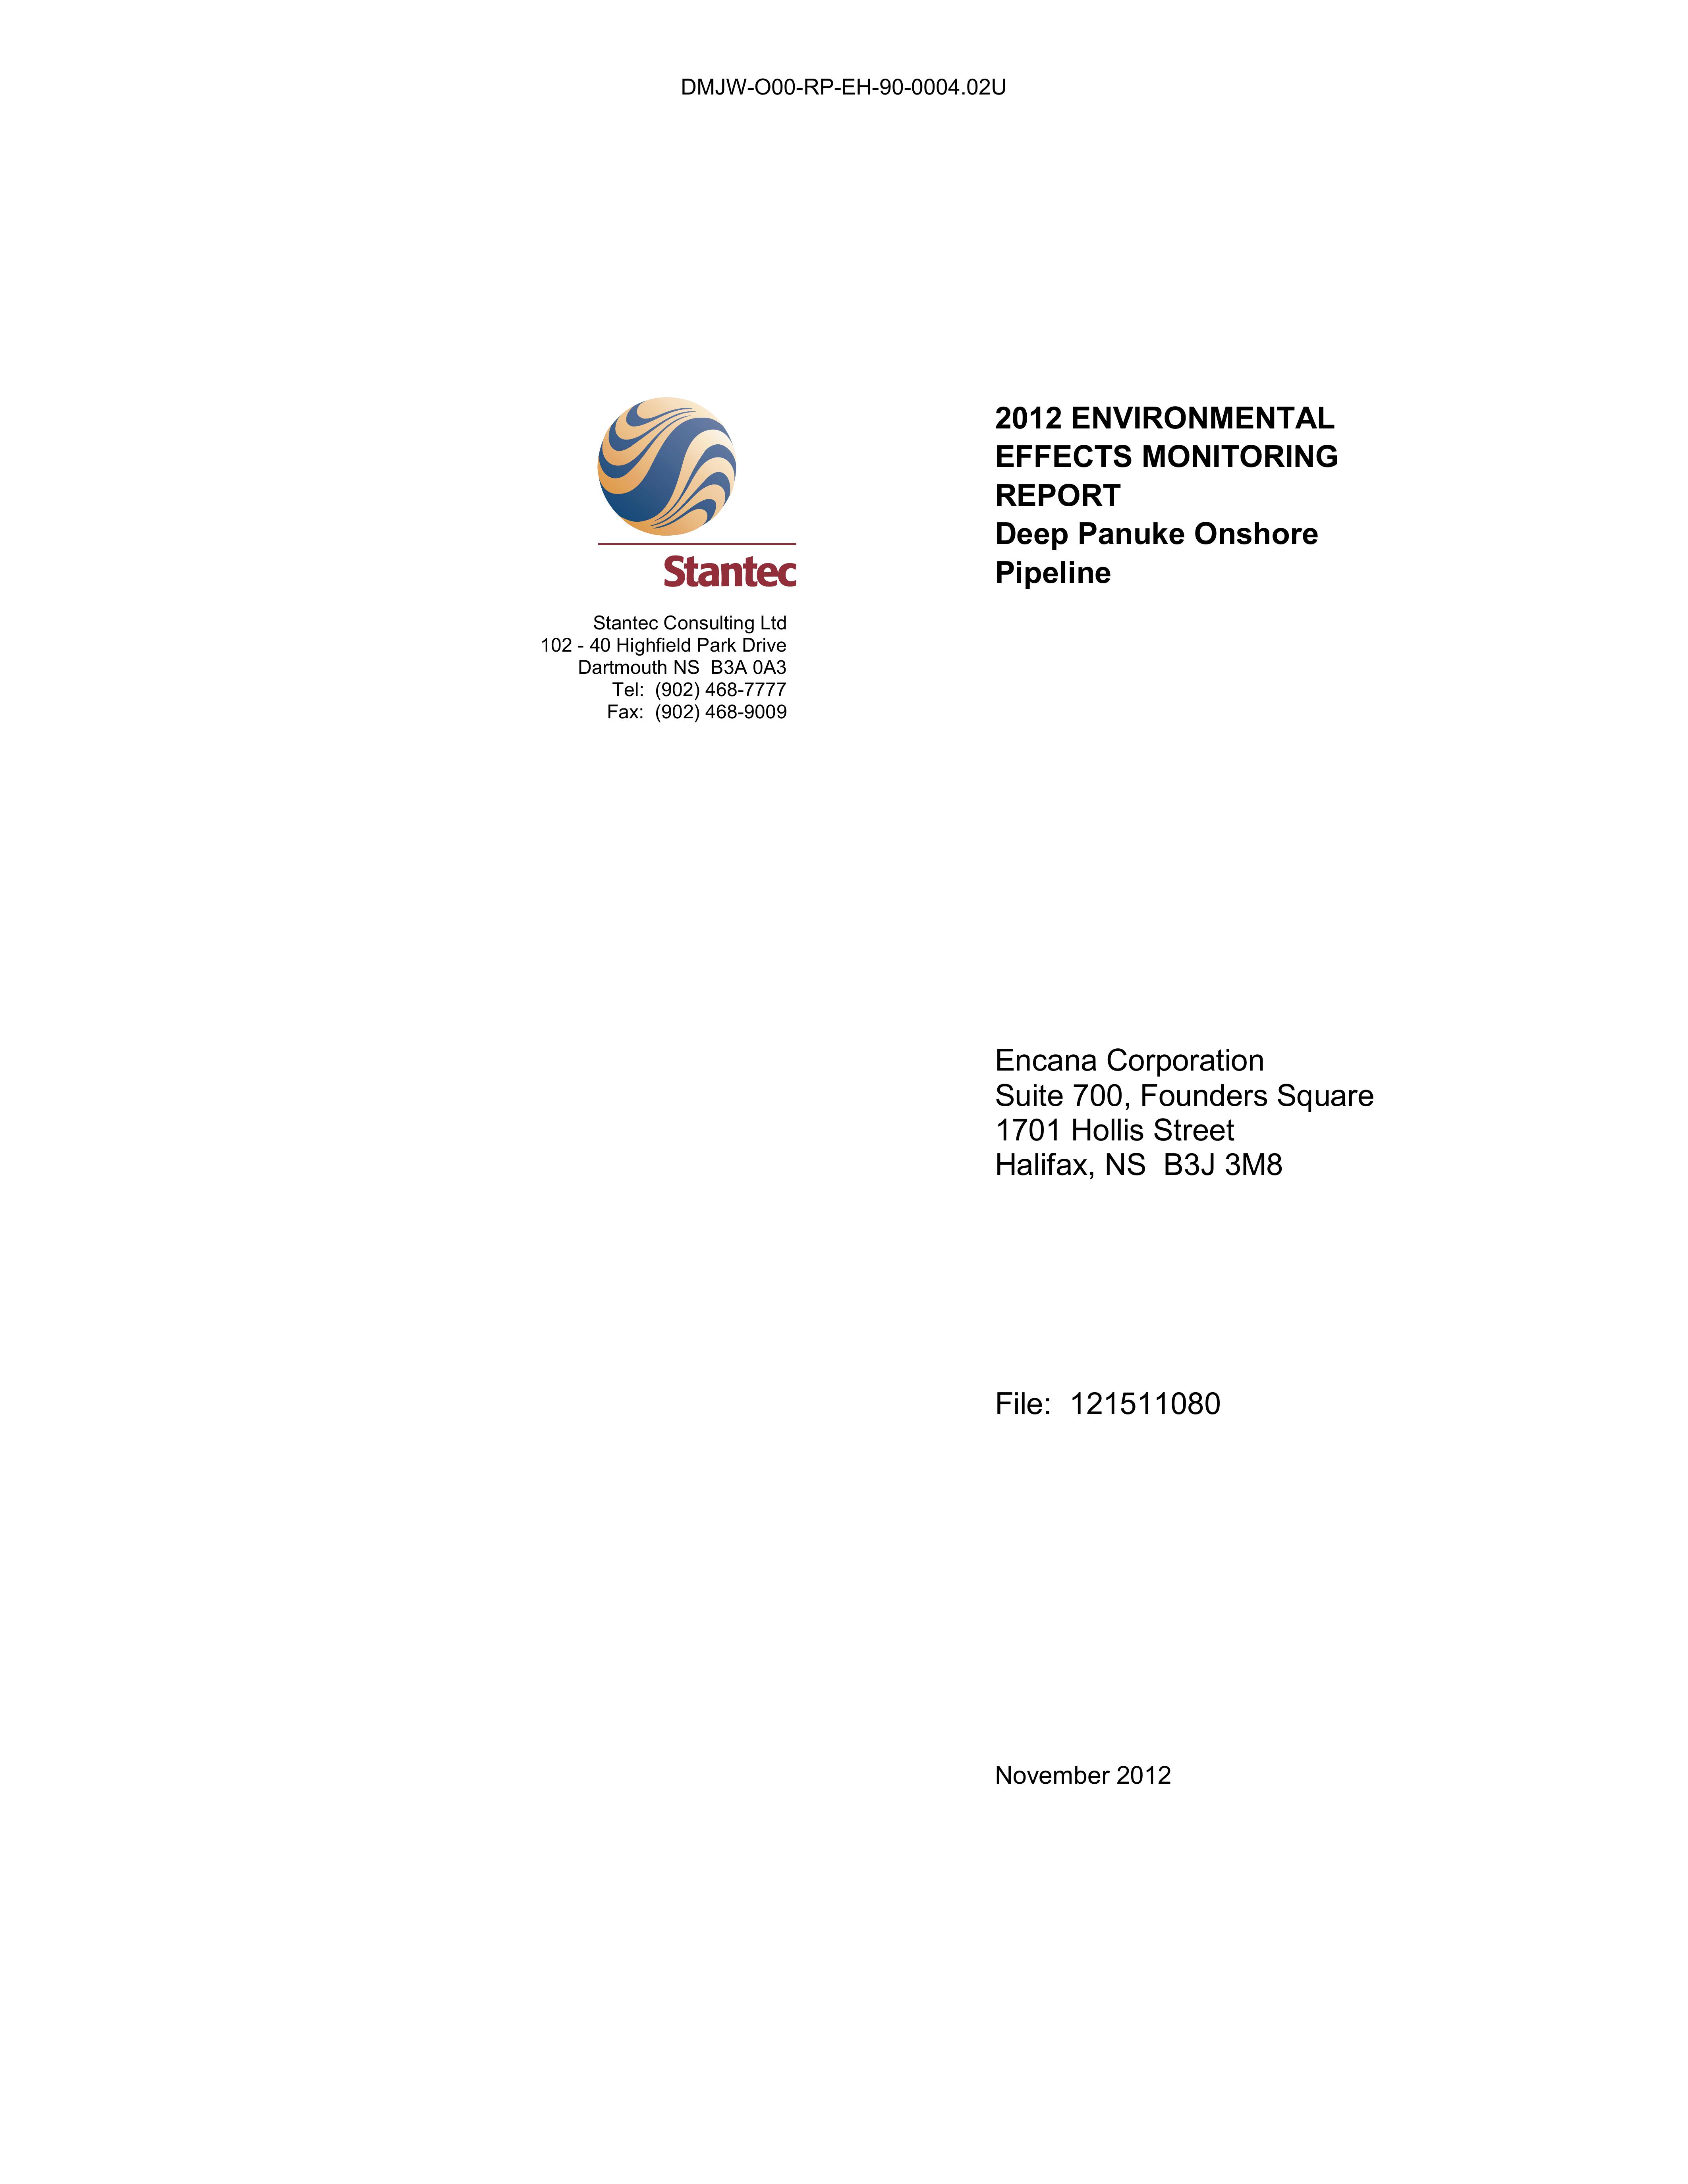 DMJW-O00-RP-EH-90-0004.02U
Stantec
Stantec Consulting Ltd
102 - 40 Highfield Park Drive
Dartmouth NS  B3A 0A3
Tel:  (902) 468-7777
Fax:  (902) 468-9009
2012 ENVIRONMENTAL
EFFECTS MONITORING
REPORT
Deep Panuke Onshore
Pipeline
Encana Corporation
Suite 700, Founders Square
1701 Hollis Street
Halifax, NS  B3J 3M8
File:  121511080
November 2012